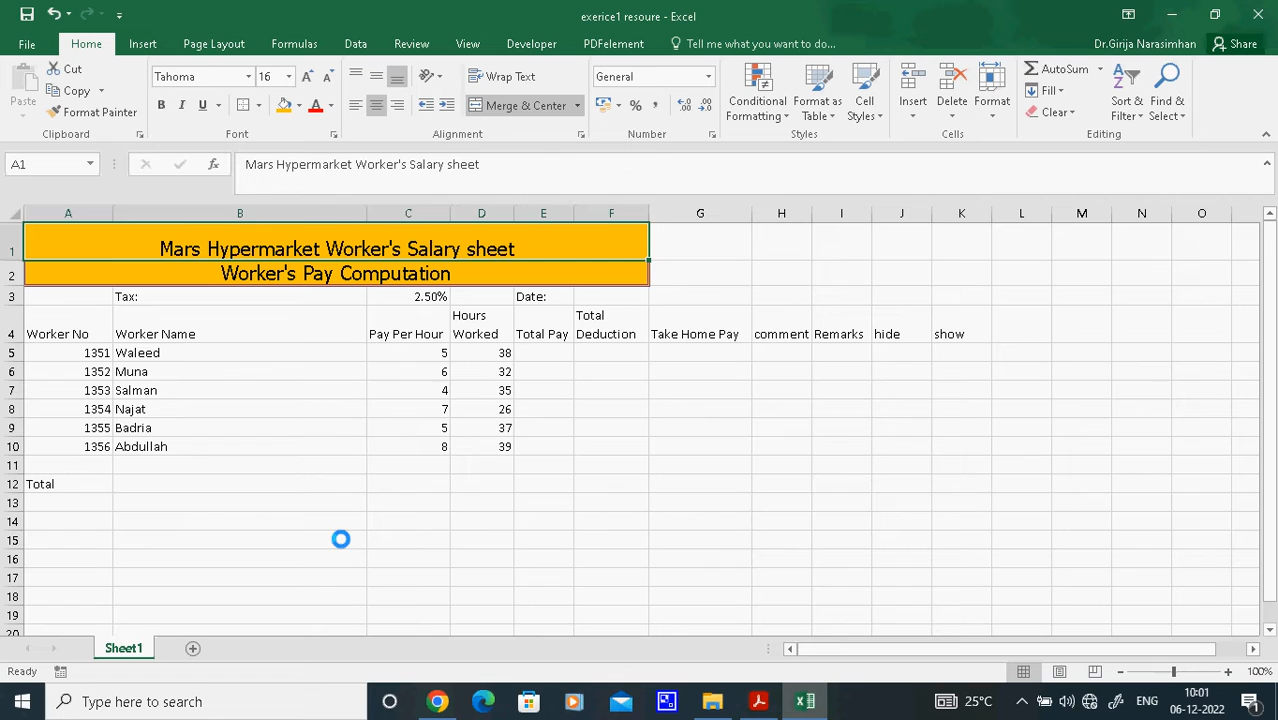 exerice1 resoure - Excel
File Home Insert Page Layout Formulas Data Review View Developer PDFelement Tell me what you want to do... Dr.Girija Narasimhan Share
Paste
Cut
Copy
Format Painter
Clipboard
Tahoma 16
B I U
Font
Wrap Text
Merge & Center
Alignment
General
Number
Conditional Formatting
Format as Table
Cell Styles
Styles
Insert Delete Format
Cells
AutoSum
Fill
Clear
Sort & Filter
Find & Select
Editing
A1 fx Mars Hypermarket Worker's Salary sheet
A B C D E F G H I J K L M N O
1 Mars Hypermarket Worker's Salary sheet
2 Worker's Pay Computation
3 Tax: 2.50% Date:
4 Worker No Worker Name Pay Per Hour Hours Worked Total Pay Total Deduction Take Home Pay comment Remarks hide show
5 1351 Waleed 5 38
6 1352 Muna 6 32
7 1353 Salman 4 35
8 1354 Najat 7 26
9 1355 Badria 5 37
10 1356 Abdullah 8 39
11
12 Total
13
14
15
16
17
18
19
20
Sheet1
Ready 100%
Type here to search 25°C ENG 10:01
06-12-2022